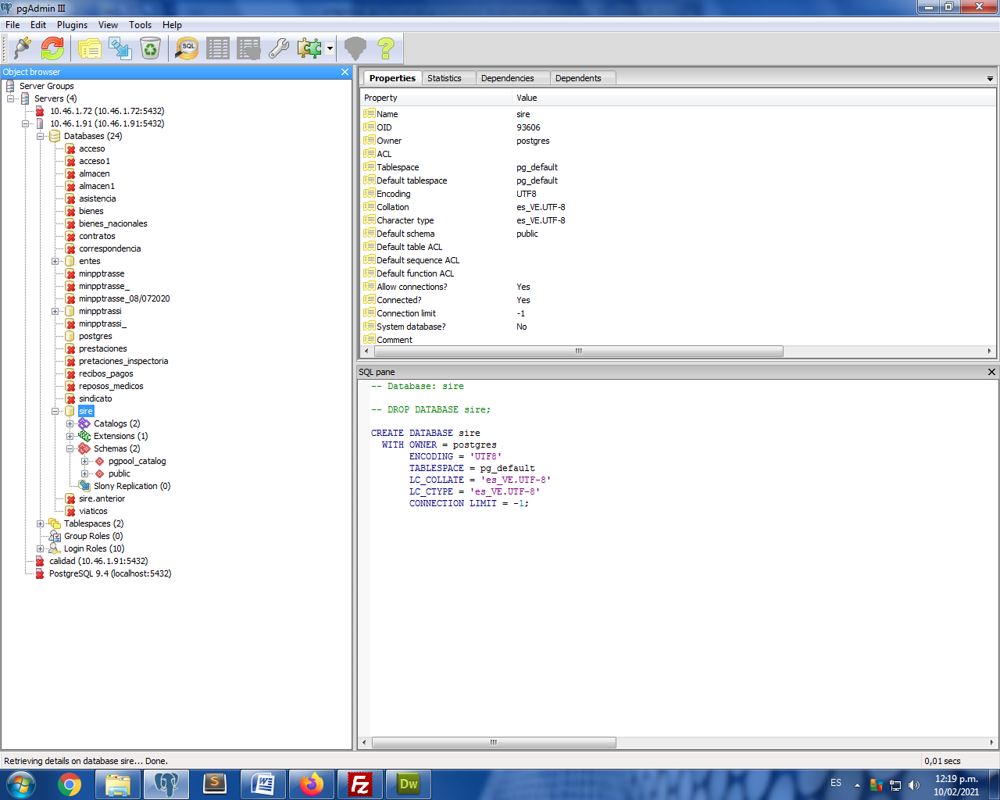 pgAdmin III
File Edit Plugins View Tools Help
SQL
Object browser
Server Groups
Servers (4)
10.46.1.72 (10.46.1.72:5432)
10.46.1.91 (10.46.1.91:5432)
Databases (24)
acceso
acceso1
almacen
almacen1
asistencia
bienes
bienes_nacionales
contratos
correspondencia
entes
minpptrasse
minpptrasse_
minpptrasse_08/072020
minpptrassi
minpptrassi_
postgres
prestaciones
pretaciones_inspectoria
recibos_pagos
reposos_medicos
sindicato
sire
Catalogs (2)
Extensions (1)
Schemas (2)
pgpool_catalog
public
Slony Replication (0)
sire.anterior
viaticos
Tablespaces (2)
Group Roles (0)
Login Roles (10)
calidad (10.46.1.91:5432)
PostgreSQL 9.4 (localhost:5432)
Properties Statistics Dependencies Dependents
Property Value
Name sire
OID 93606
Owner postgres
ACL
Tablespace pg_default
Default tablespace pg_default
Encoding UTF8
Collation es_VE.UTF-8
Character type es_VE.UTF-8
Default schema public
Default table ACL
Default sequence ACL
Default function ACL
Allow connections? Yes
Connected? Yes
Connection limit -1
System database? No
Comment
SQL pane
-- Database: sire
-- DROP DATABASE sire;
CREATE DATABASE sire
WITH OWNER = postgres
ENCODING = 'UTF8'
TABLESPACE = pg_default
LC_COLLATE = 'es_VE.UTF-8'
LC_CTYPE = 'es_VE.UTF-8'
CONNECTION LIMIT = -1;
Retrieving details on database sire... Done. 0,01 secs
S W Fz Dw
ES 12:19 p.m.
10/02/2021